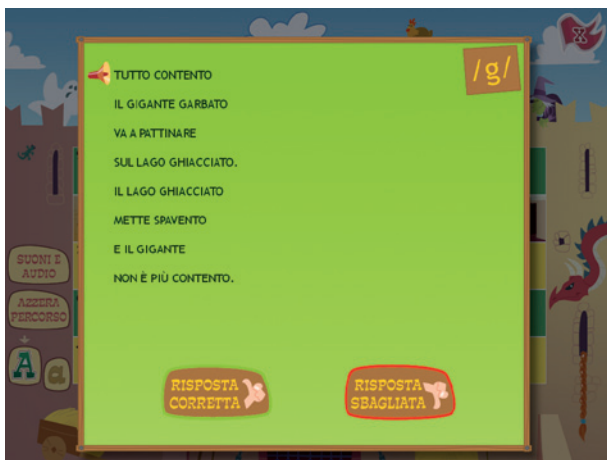 X
/g/
TUTTO CONTENTO
IL GIGANTE GARBATO
VA A PATTINARE
SUL LAGO GHIACCIATO.
IL LAGO GHIACCIATO
METTE SPAVENTO
E IL GIGANTE
NON È PIÙ CONTENTO.
SUONI E
AUDIO
AZZERA
PERCORSO
A a
RISPOSTA
CORRETTA
RISPOSTA
SBAGLIATA